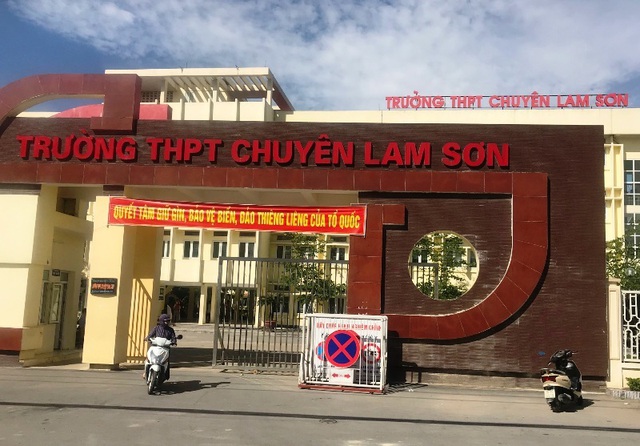 TRƯỜNG THPT CHUYÊN LAM SƠN
TRƯỜNG THPT CHUYÊN LAM SƠN
QUYẾT TÂM GIỮ GÌN, BẢO VỆ BIỂN, ĐẢO THIÊNG LIÊNG CỦA TỔ QUỐC